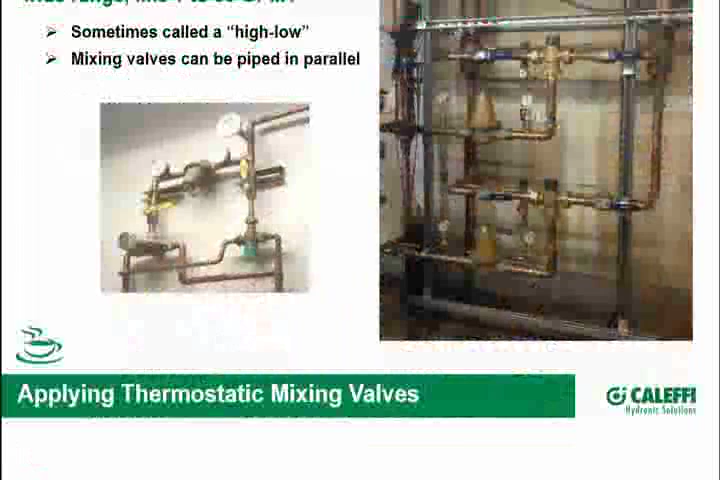 Sometimes called a “high-low”
Mixing valves can be piped in parallel
Applying Thermostatic Mixing Valves
CALEFFI
Hydronic Solutions